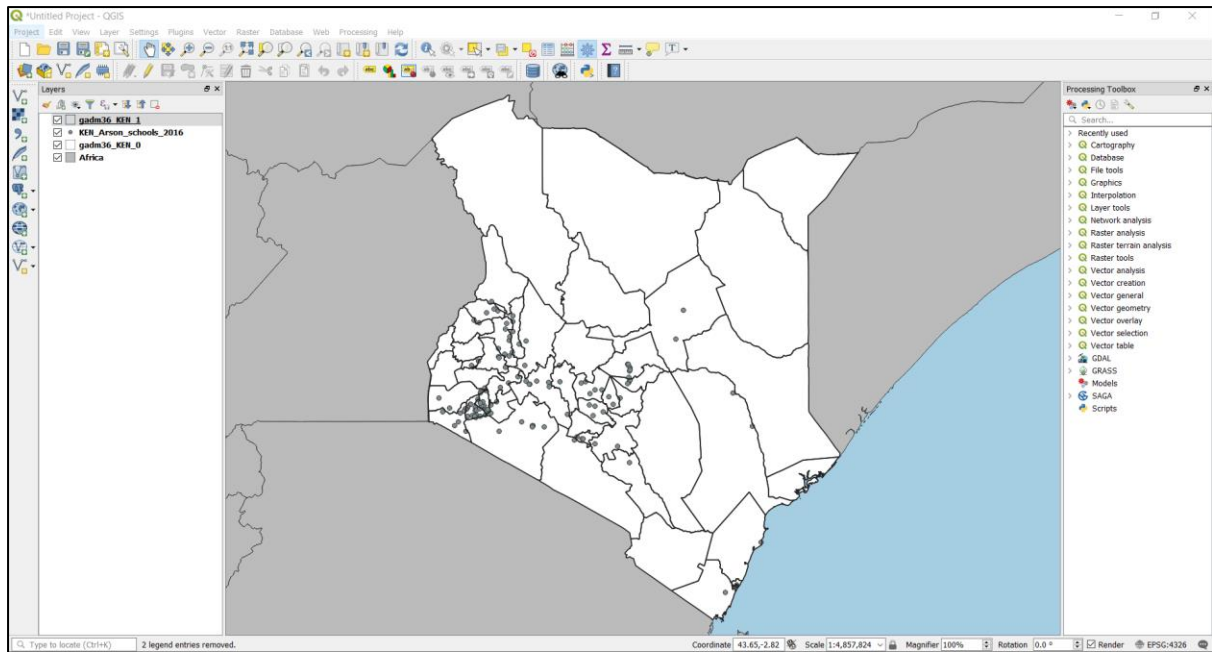 *Untitled Project - QGIS
Project Edit View Layer Settings Plugins Vector Raster Database Web Processing Help
Layers
gadm36_KEN_1
KEN_Arson_schools_2016
gadm36_KEN_0
Africa
Processing Toolbox
Search...
Recently used
Cartography
Database
File tools
Graphics
Interpolation
Layer tools
Network analysis
Raster analysis
Raster terrain analysis
Raster tools
Vector analysis
Vector creation
Vector general
Vector geometry
Vector overlay
Vector selection
Vector table
GDAL
GRASS
Models
SAGA
Scripts
Type to locate (Ctrl+K) 2 legend entries removed. Coordinate 43.65,-2.82 Scale 1:4,857,824 Magnifier 100% Rotation 0.0 ° Render EPSG:4326